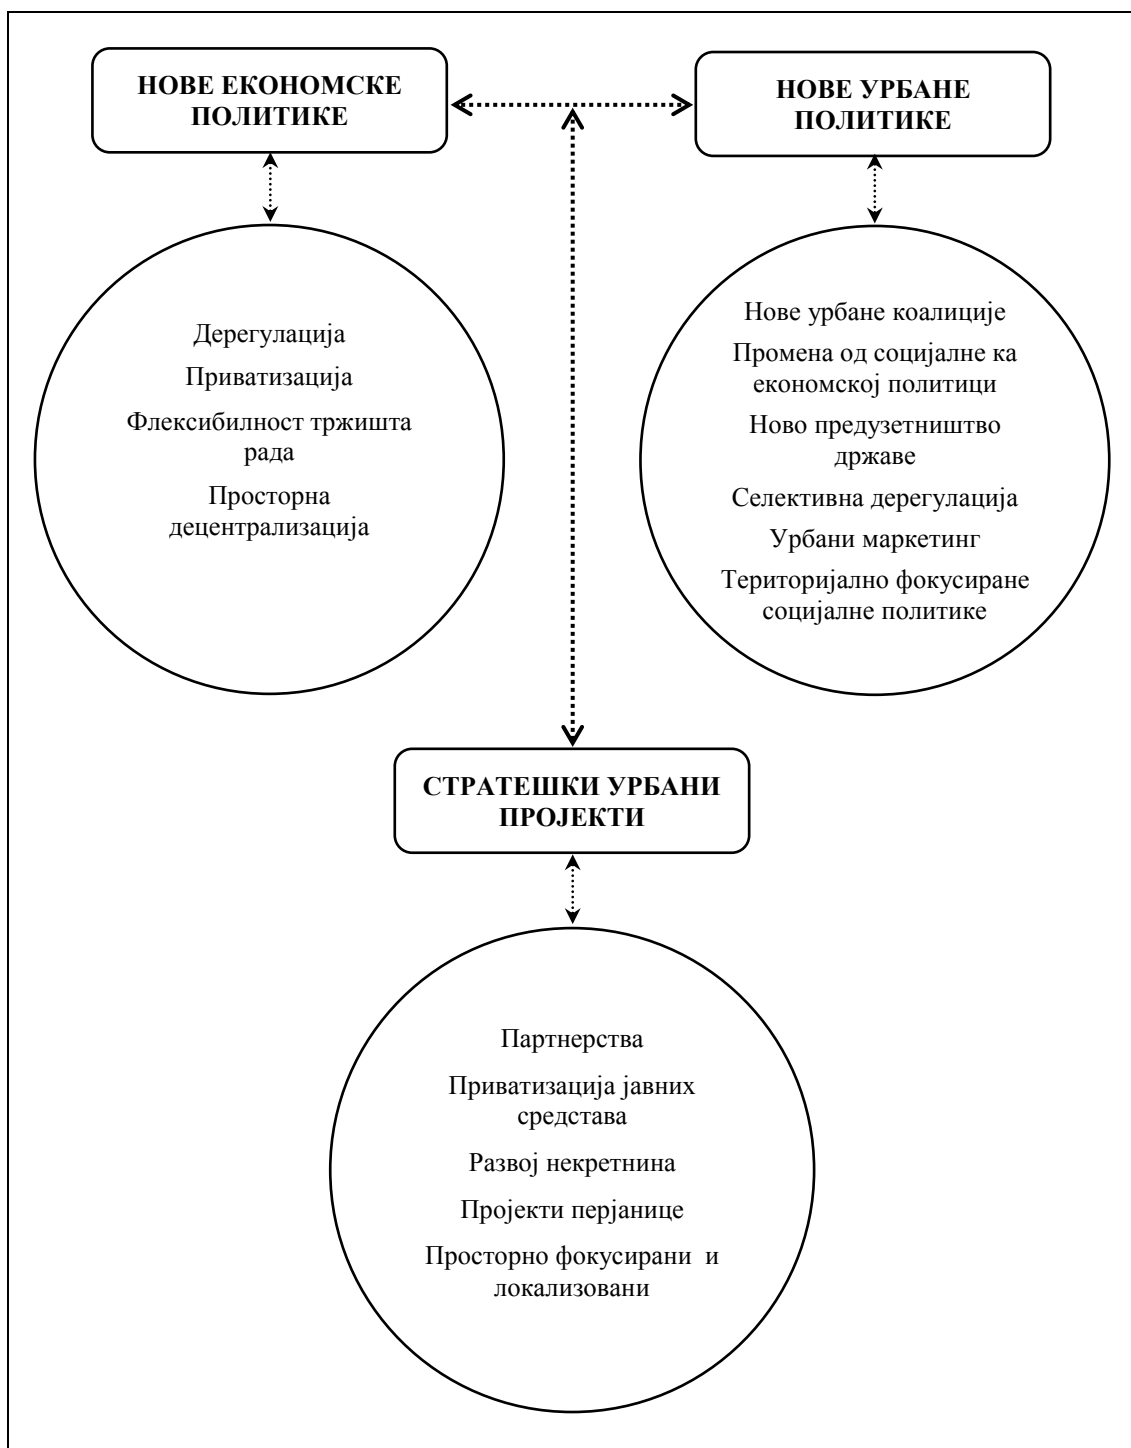 НОВЕ ЕКОНОМСКЕ
ПОЛИТИКЕ
НОВЕ УРБАНЕ
ПОЛИТИКЕ
Дерегулација
Приватизација
Флексибилност тржишта
рада
Просторна
децентрализација
Нове урбане коалиције
Промена од социјалне ка
економској политици
Ново предузетништво
државе
Селективна дерегулација
Урбани маркетинг
Територијално фокусиране
социјалне политике
СТРАТЕШКИ УРБАНИ
ПРОЈЕКТИ
Партнерства
Приватизација јавних
средстава
Развој некретнина
Пројекти перјанице
Просторно фокусирани  и
локализовани